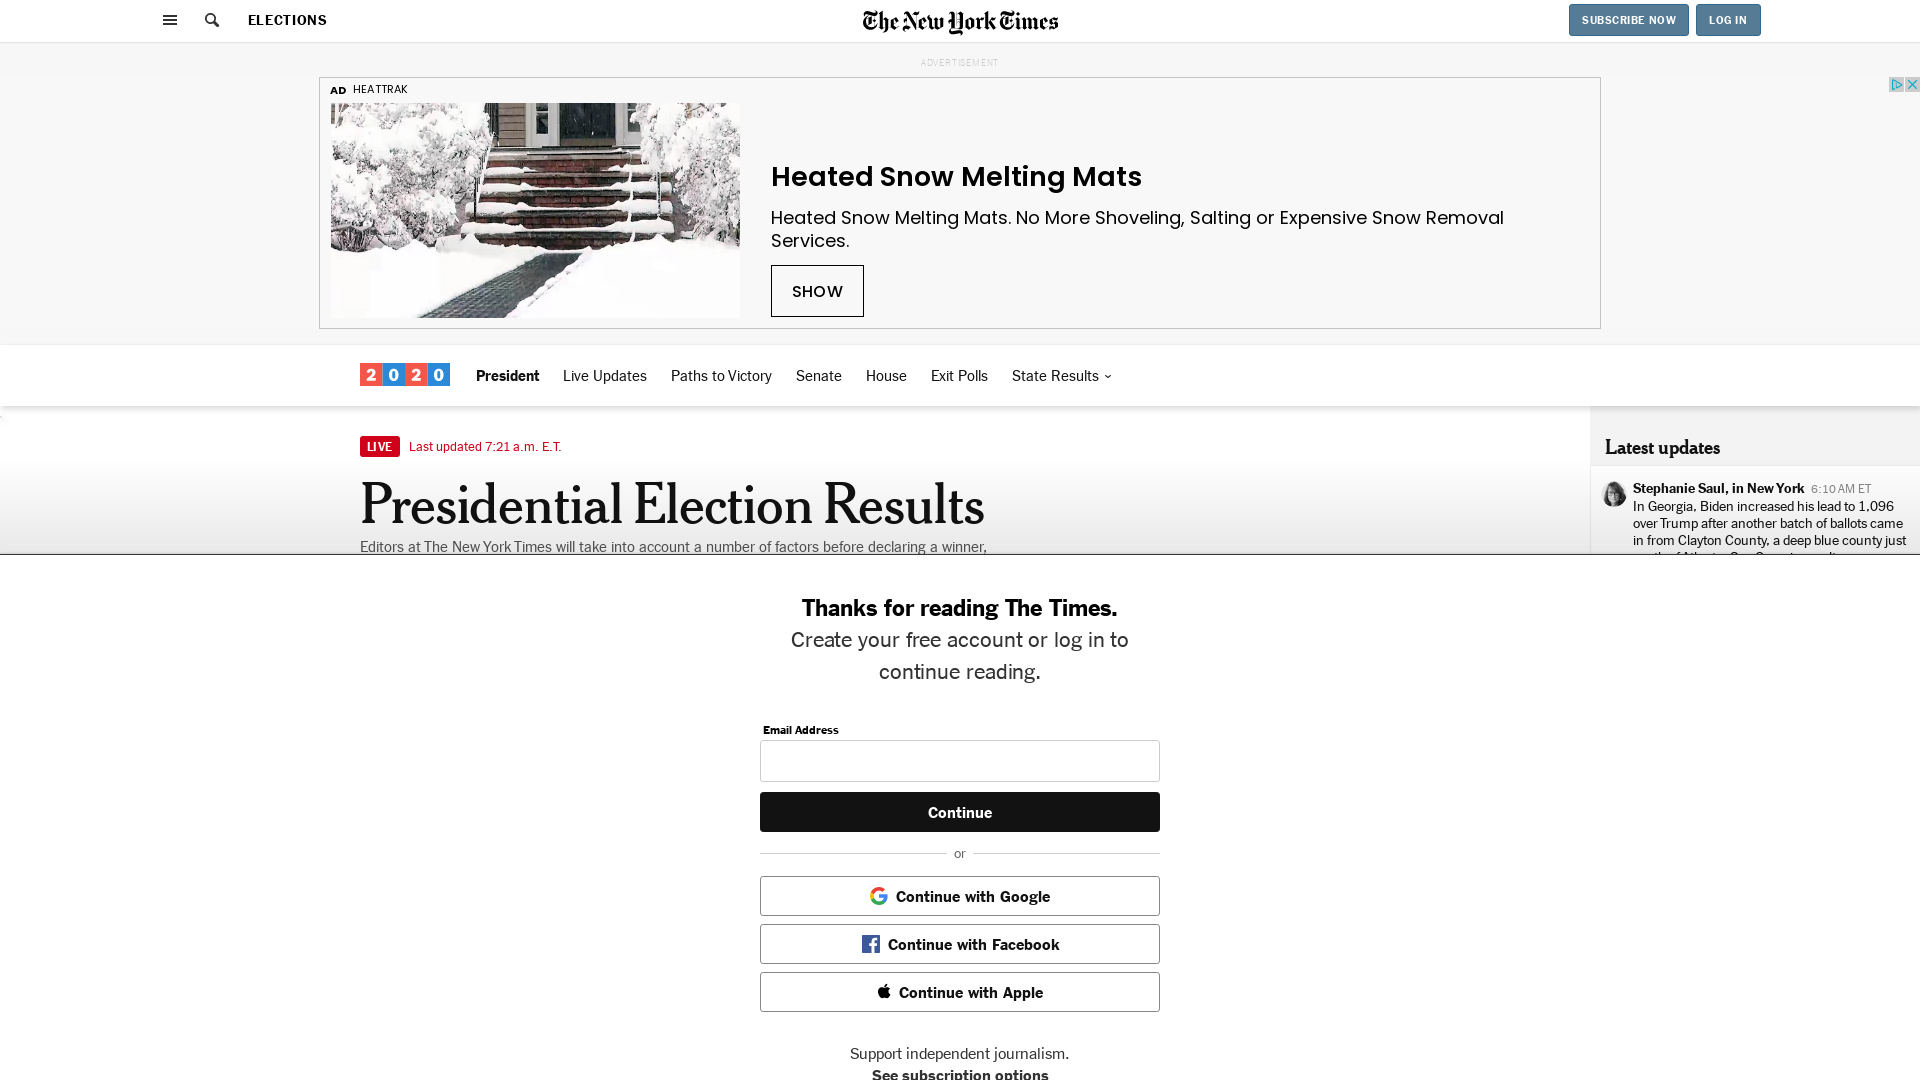 ELECTIONS
The New York Times
SUBSCRIBE NOW
LOG IN
ADVERTISEMENT
AD HEATTRAK
Heated Snow Melting Mats
Heated Snow Melting Mats. No More Shoveling, Salting or Expensive Snow Removal
Services.
SHOW
2020
President
Live Updates
Paths to Victory
Senate
House
Exit Polls
State Results
LIVE
Last updated 7:21 a.m. E.T.
Presidential Election Results
Editors at The New York Times will take into account a number of factors before declaring a winner,
Latest updates
Stephanie Saul, in New York 6:10 AM ET
In Georgia, Biden increased his lead to 1,096
over Trump after another batch of ballots came
in from Clayton County, a deep blue county just
Thanks for reading The Times.
Create your free account or log in to
continue reading.
Email Address
Continue
or
Continue with Google
Continue with Facebook
Continue with Apple
Support independent journalism.
See subscription options